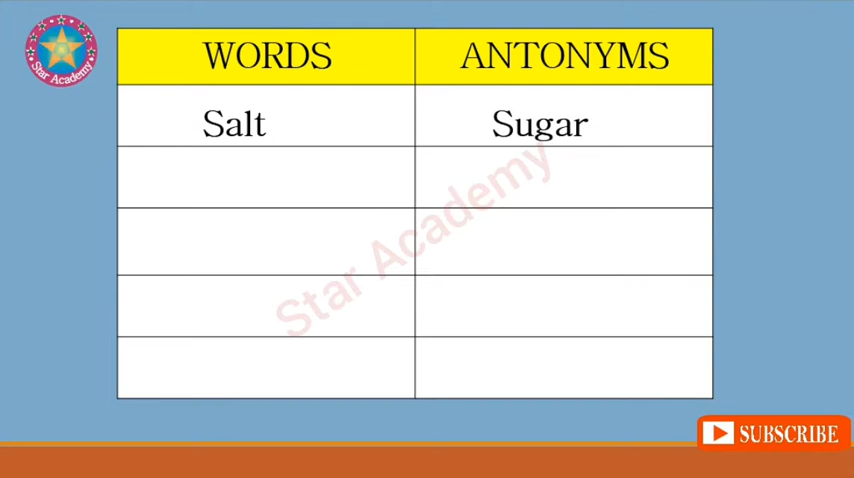 Star Academy
WORDS ANTONYMS
Salt Sugar
Star Academy
SUBSCRIBE